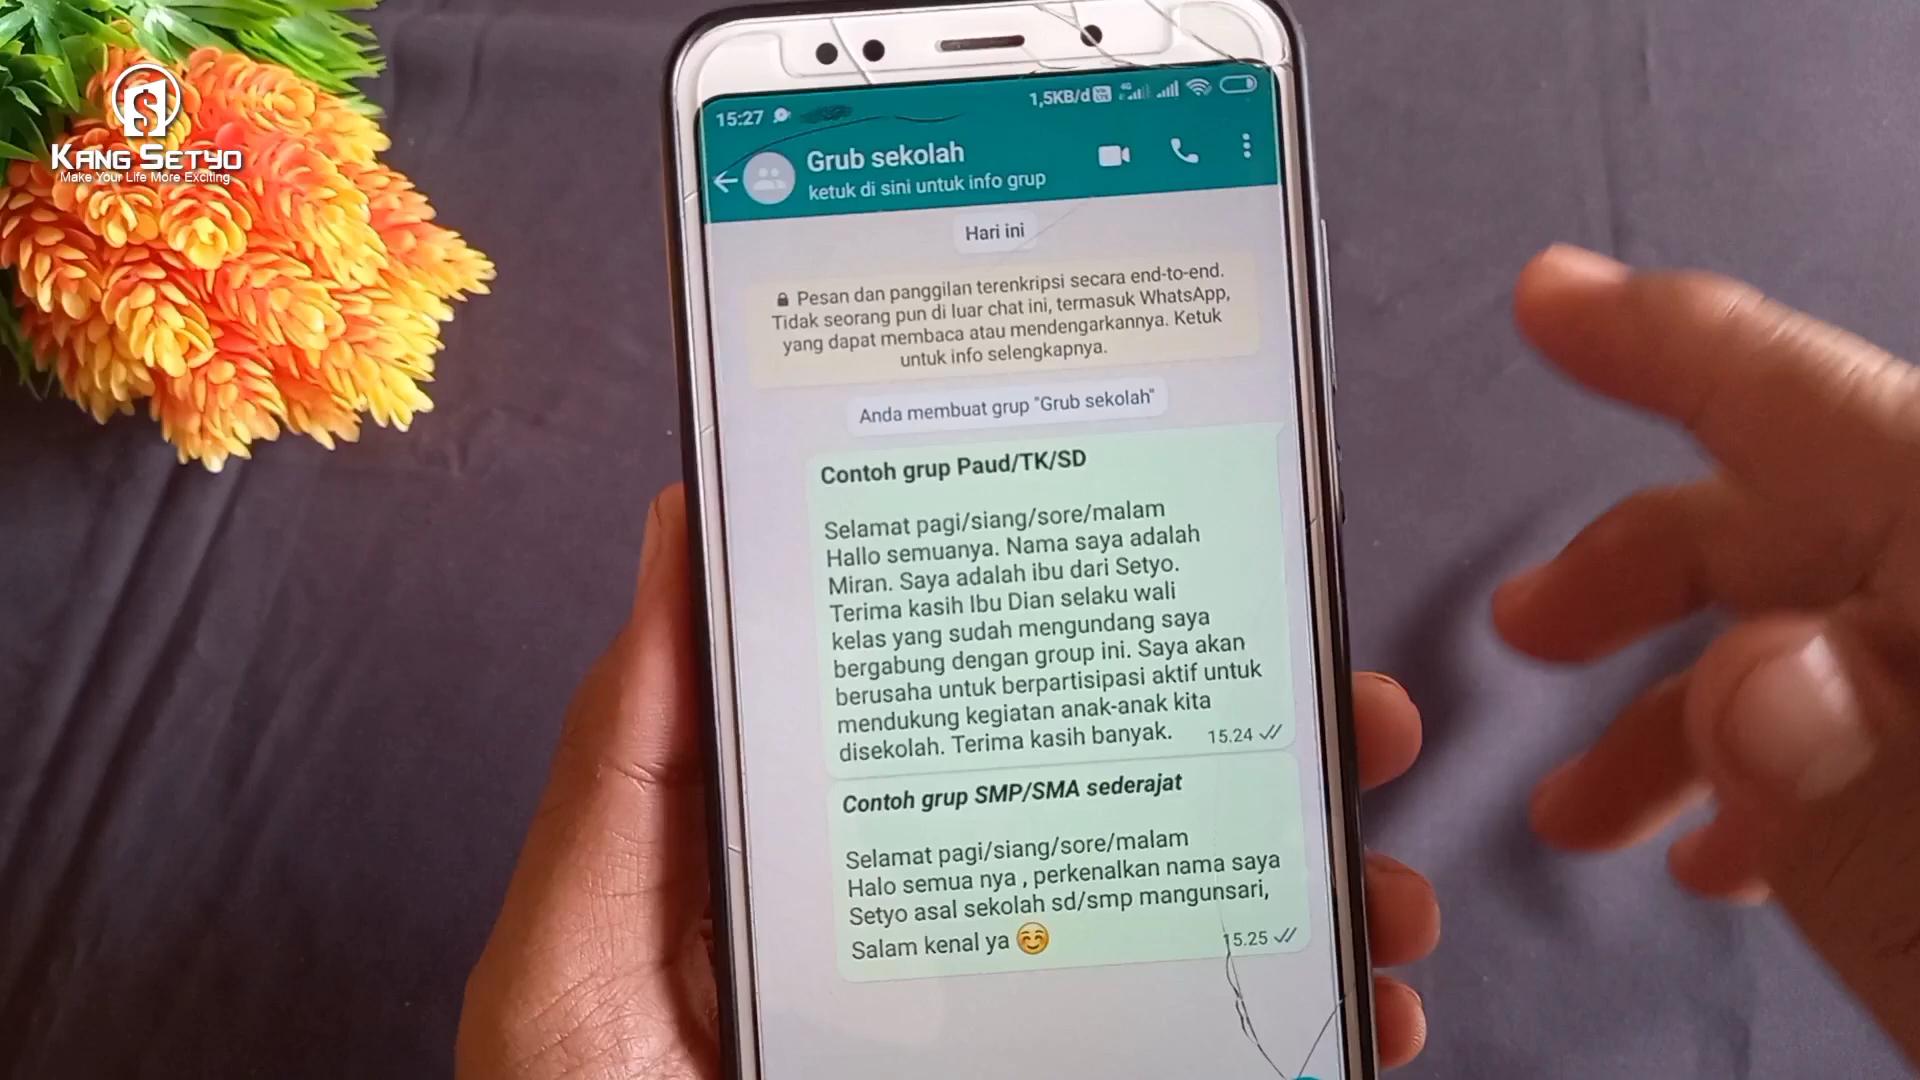 KANG SETYO
Make Your Life More Exciting
15:27
1,5KB/d
Grub sekolah
ketuk di sini untuk info grup
Hari ini
Pesan dan panggilan terenkripsi secara end-to-end.
Tidak seorang pun di luar chat ini, termasuk WhatsApp,
yang dapat membaca atau mendengarkannya. Ketuk
untuk info selengkapnya.
Anda membuat grup "Grub sekolah"
Contoh grup Paud/TK/SD
Selamat pagi/siang/sore/malam
Hallo semuanya. Nama saya adalah
Miran. Saya adalah ibu dari Setyo.
Terima kasih Ibu Dian selaku wali
kelas yang sudah mengundang saya
bergabung dengan group ini. Saya akan
berusaha untuk berpartisipasi aktif untuk
mendukung kegiatan anak-anak kita
disekolah. Terima kasih banyak. 15.24
Contoh grup SMP/SMA sederajat
Selamat pagi/siang/sore/malam
Halo semua nya , perkenalkan nama saya
Setyo asal sekolah sd/smp mangunsari,
Salam kenal ya 😊 15.25